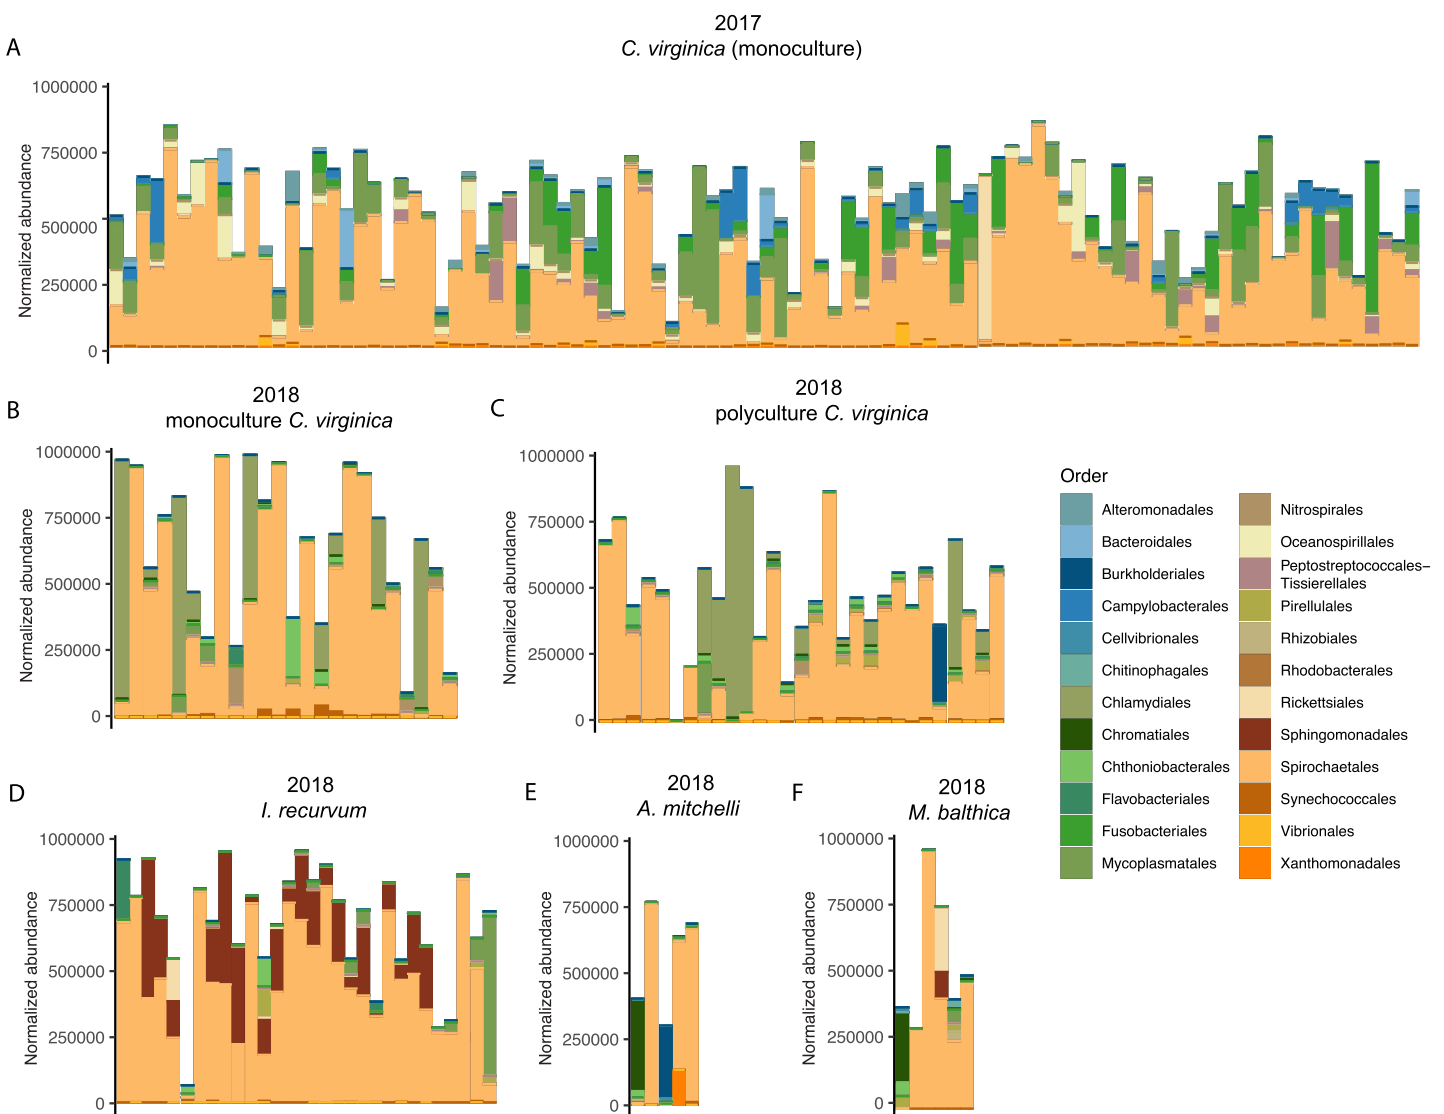 2017
A
C. virginica (monoculture)
1000000
750000
500000
250000
0
Normalized abundance
2018
B
monoculture C. virginica
1000000
750000
500000
250000
0
Normalized abundance
2018
C
polyculture C. virginica
1000000
750000
500000
250000
0
Normalized abundance
Order
Alteromonadales
Bacteroidales
Burkholderiales
Campylobacterales
Cellvibrionales
Chitinophagales
Chlamydiales
Chromatiales
Chthoniobacterales
Flavobacteriales
Fusobacteriales
Mycoplasmatales
Nitrospirales
Oceanospirillales
Peptostreptococcales–
Tissierellales
Pirellulales
Rhizobiales
Rhodobacterales
Rickettsiales
Sphingomonadales
Spirochaetales
Synechococcales
Vibrionales
Xanthomonadales
D
2018
I. recurvum
1000000
750000
500000
250000
0
Normalized abundance
E
2018
A. mitchelli
1000000
750000
500000
250000
0
Normalized abundance
F
2018
M. balthica
1000000
750000
500000
250000
0
Normalized abundance